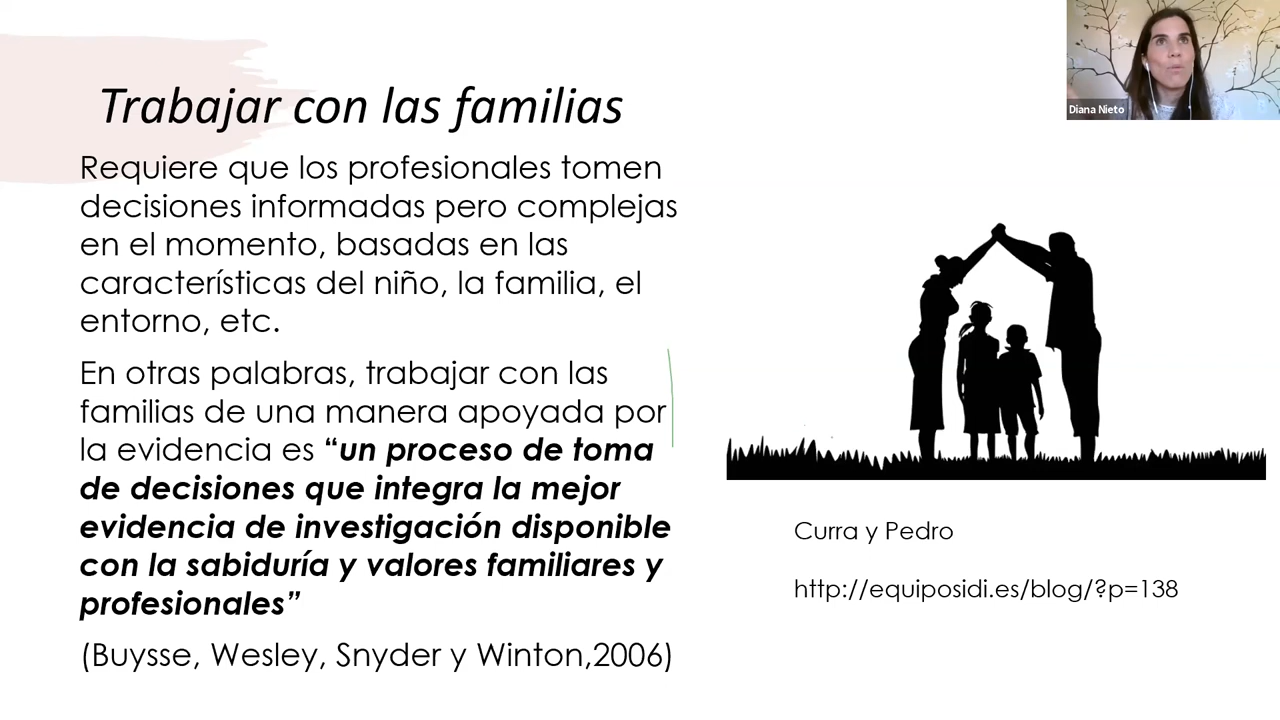 Trabajar con las familias
Requiere que los profesionales tomen
decisiones informadas pero complejas
en el momento, basadas en las
características del niño, la familia, el
entorno, etc.
En otras palabras, trabajar con las
familias de una manera apoyada por
la evidencia es “un proceso de toma
de decisiones que integra la mejor
evidencia de investigación disponible
con la sabiduría y valores familiares y
profesionales”
(Buysse, Wesley, Snyder y Winton,2006)
Diana Nieto
Curra y Pedro
http://equiposidi.es/blog/?p=138